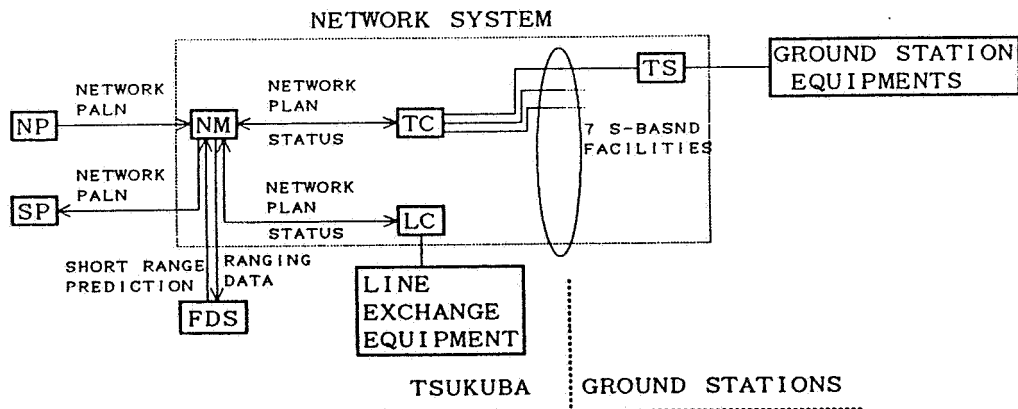 NETWORK SYSTEM
NETWORK
PALN
NP
NM
NETWORK
PLAN
STATUS
TC
TS
GROUND STATION
EQUIPMENTS
7 S-BASND
FACILITIES
NETWORK
PALN
SP
NETWORK
PLAN
STATUS
LC
SHORT RANGE
PREDICTION
RANGING
DATA
FDS
LINE
EXCHANGE
EQUIPMENT
TSUKUBA
GROUND STATIONS